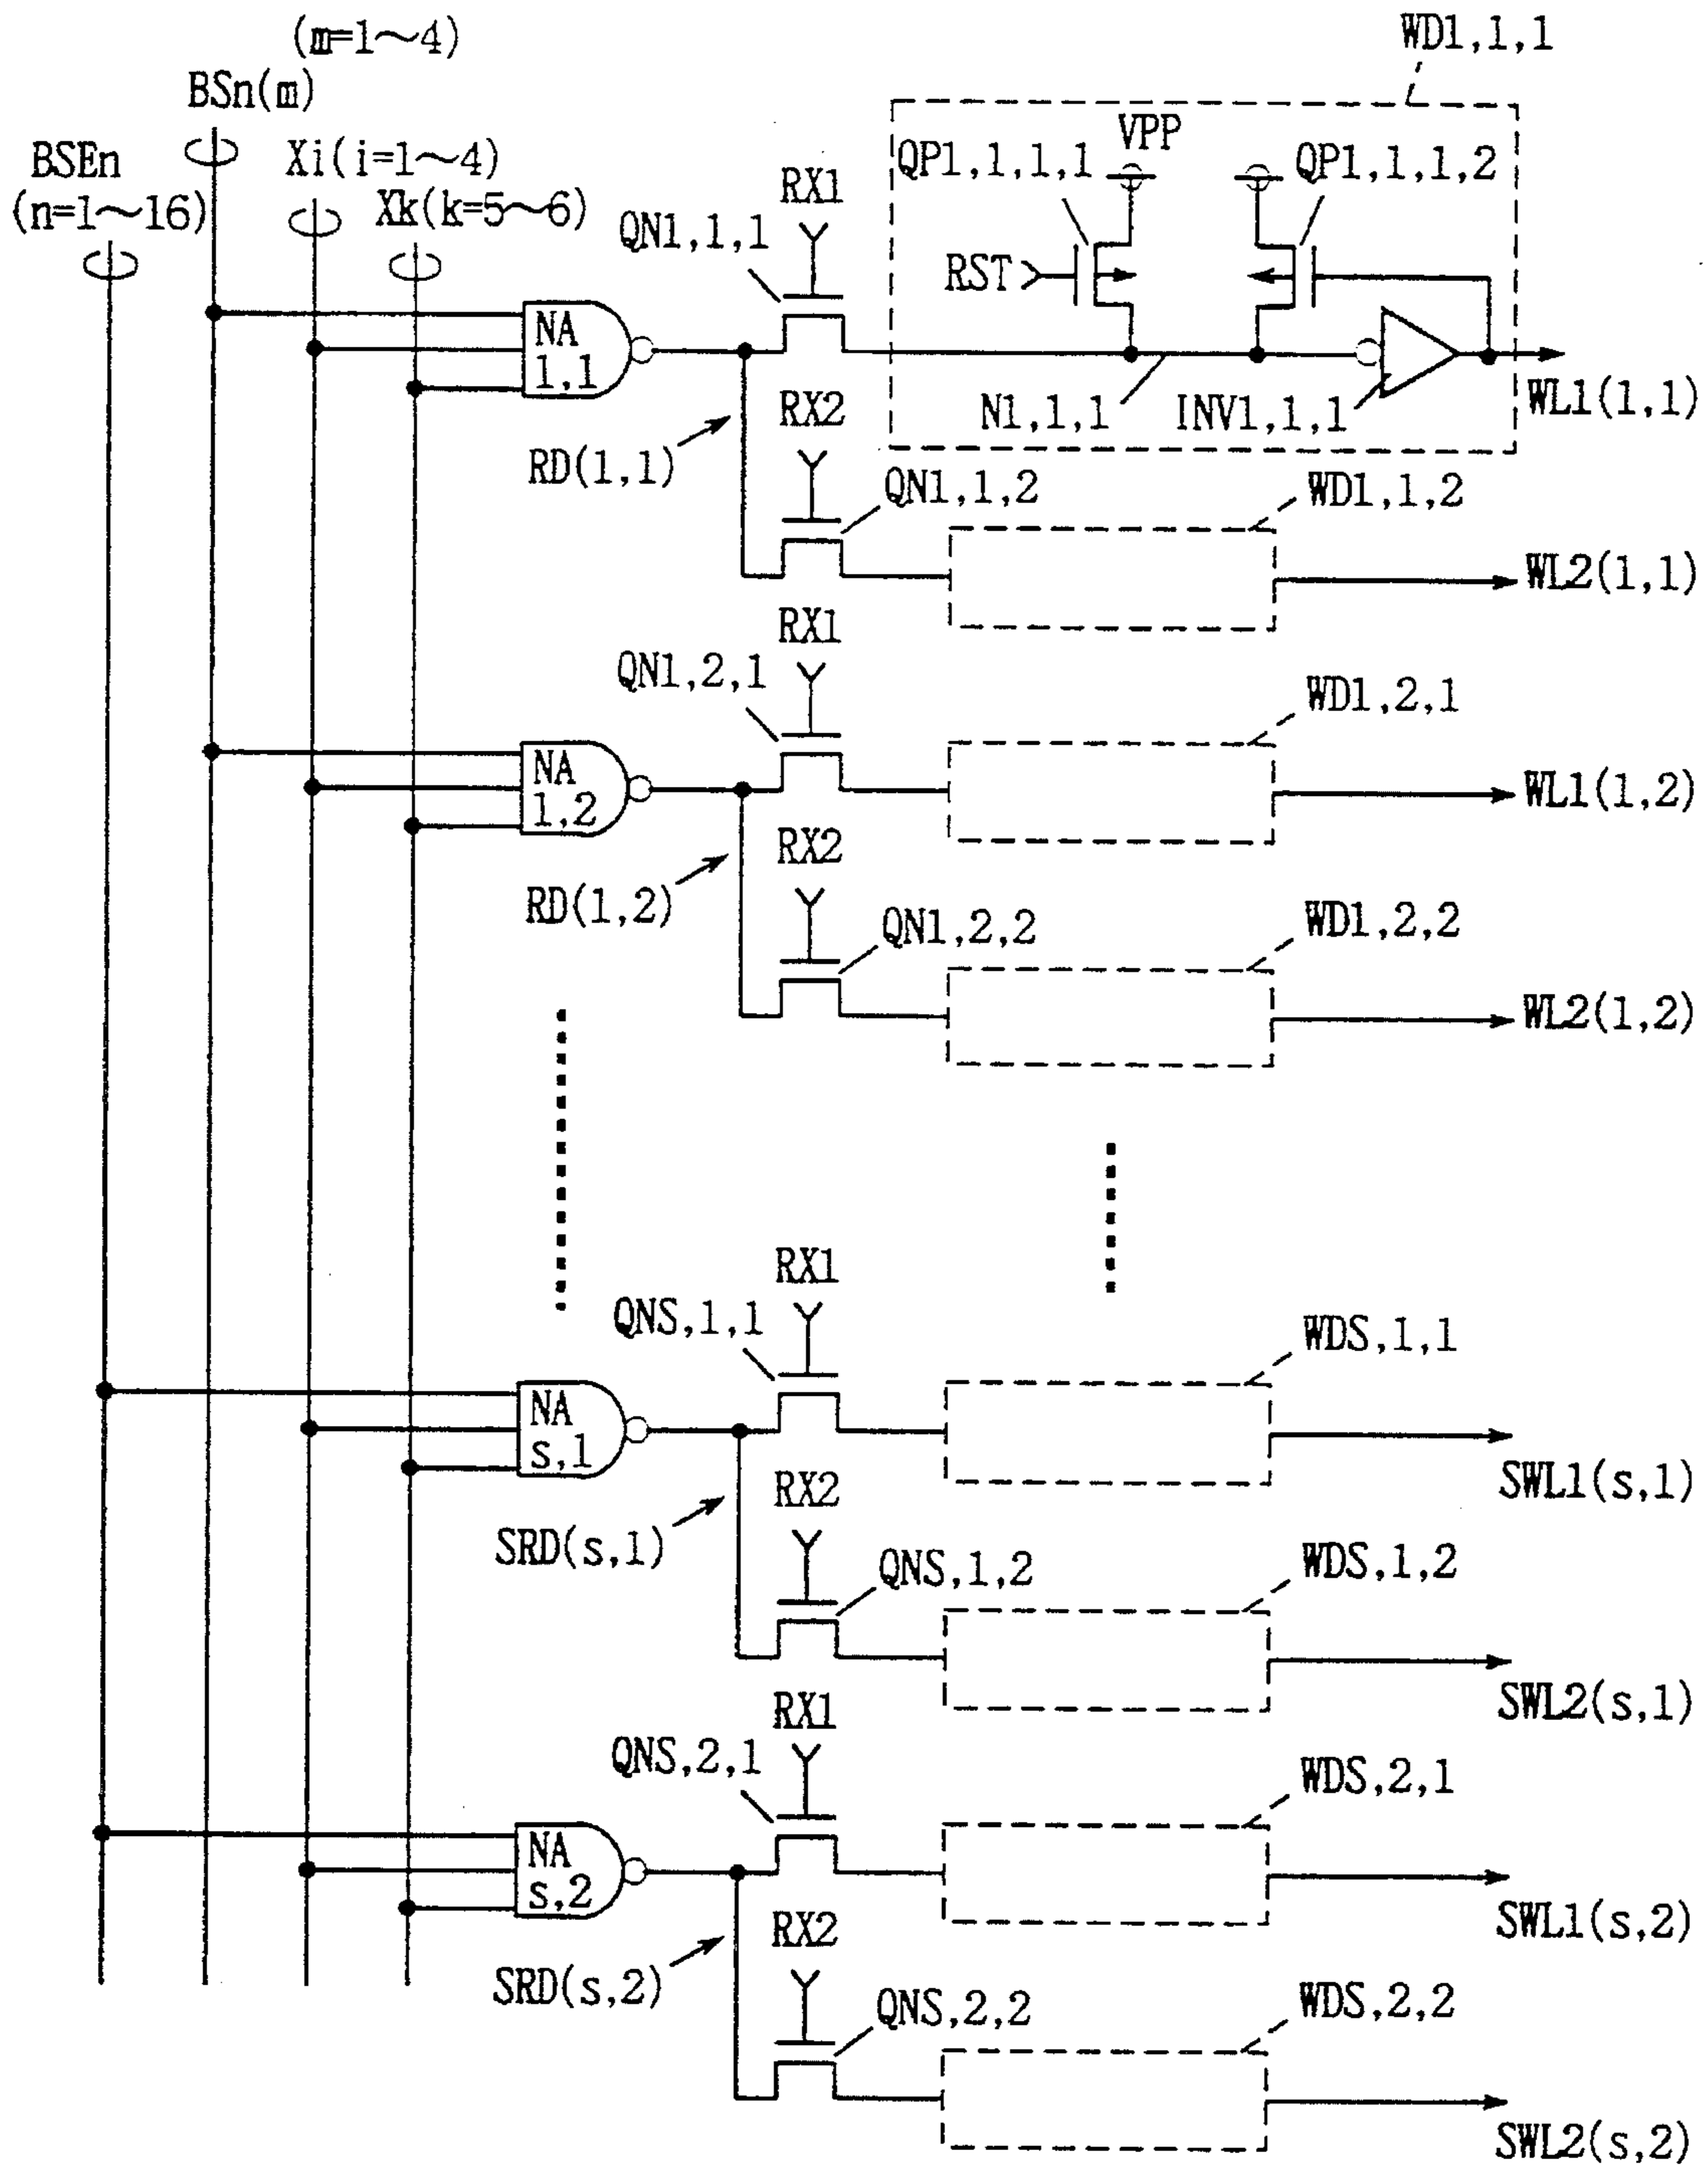 (m=1~4)
BSn(m)
BSEn
(n=1~16)
Xi(i=1~4)
Xk(k=5~6)
WD1,1,1
VPP
QP1,1,1,1
QP1,1,1,2
RX1
QN1,1,1
RST
NA
1,1
N1,1,1
INV1,1,1
WL1(1,1)
RX2
RD(1,1)
QN1,1,2
WD1,1,2
WL2(1,1)
RX1
QN1,2,1
WD1,2,1
NA
1,2
WL1(1,2)
RX2
RD(1,2)
QN1,2,2
WD1,2,2
WL2(1,2)
RX1
QNS,1,1
WDS,1,1
NA
s,1
SWL1(s,1)
RX2
SRD(s,1)
QNS,1,2
WDS,1,2
SWL2(s,1)
RX1
QNS,2,1
WDS,2,1
NA
s,2
SWL1(s,2)
RX2
SRD(s,2)
QNS,2,2
WDS,2,2
SWL2(s,2)